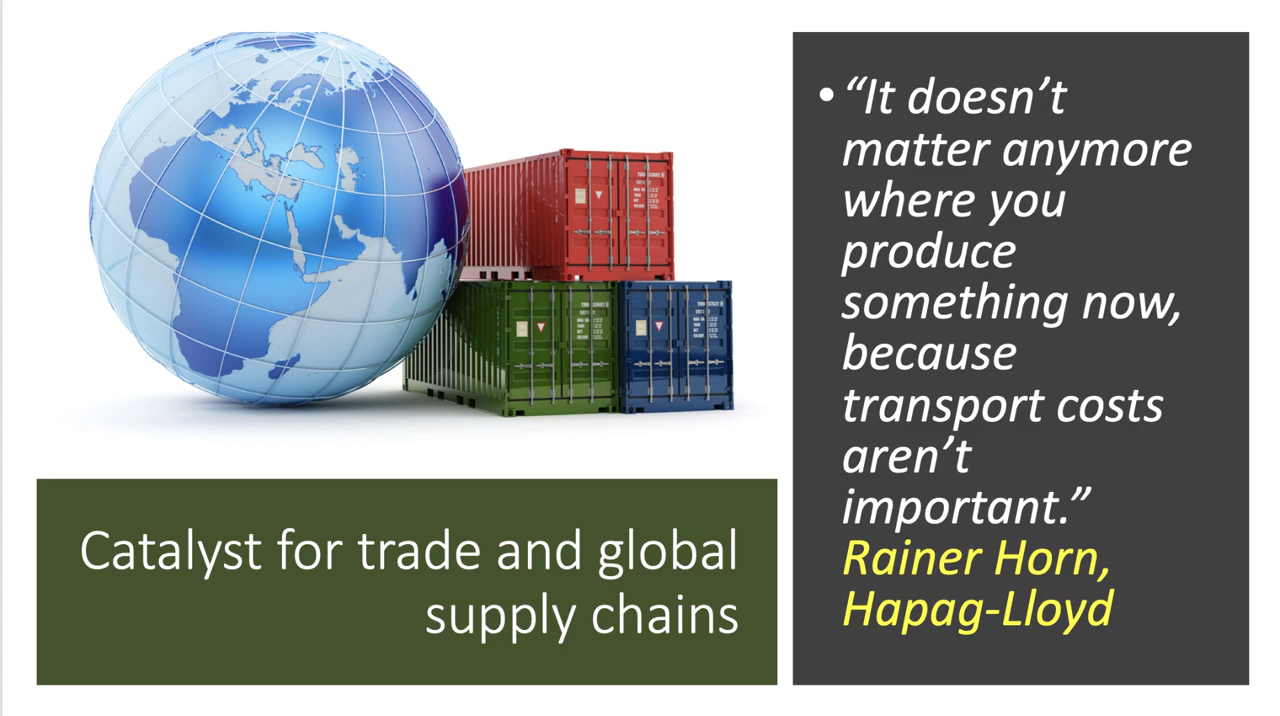 • “It doesn’t
matter anymore
where you
produce
something now,
because
transport costs
aren’t
important.”
Rainer Horn,
Hapag-Lloyd
Catalyst for trade and global
supply chains